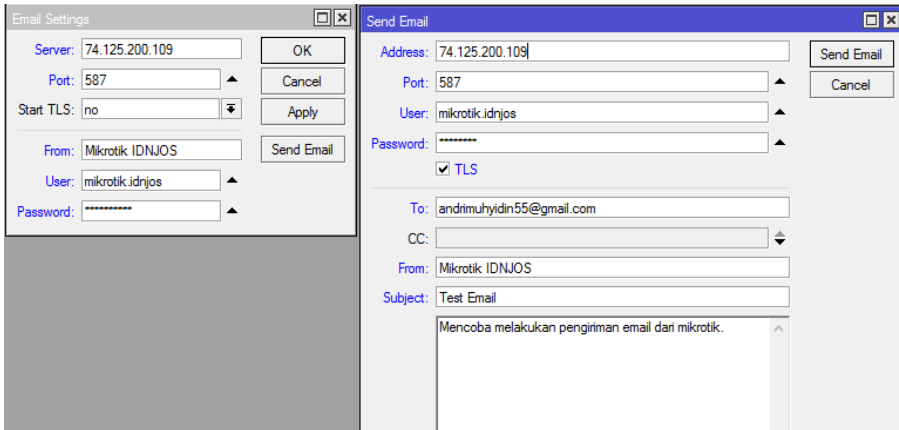 Email Settings
Server: 74.125.200.109
OK
Port: 587
Cancel
Start TLS: no
Apply
From: Mikrotik IDNJOS
Send Email
User: mikrotik.idnjos
Password: **********
Send Email
Address: 74.125.200.109
Send Email
Port: 587
Cancel
User: mikrotik.idnjos
Password: ********
TLS
To: andrimuhyidin55@gmail.com
CC:
From: Mikrotik IDNJOS
Subject: Test Email
Mencoba melakukan pengiriman email dari mikrotik.